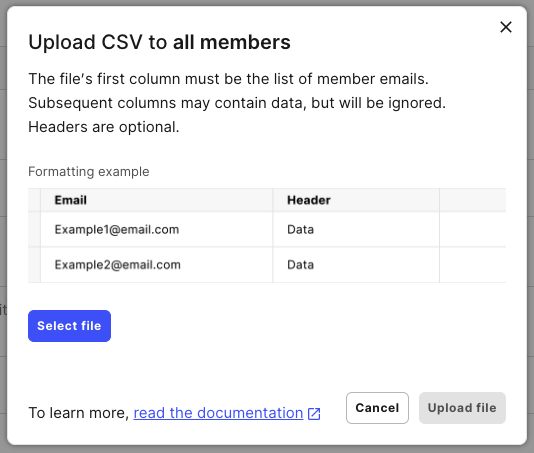 Upload CSV to all members
The file's first column must be the list of member emails.
Subsequent columns may contain data, but will be ignored.
Headers are optional.
Formatting example
Email Header
Example1@email.com Data
Example2@email.com Data
Select file
To learn more, read the documentation
Cancel
Upload file